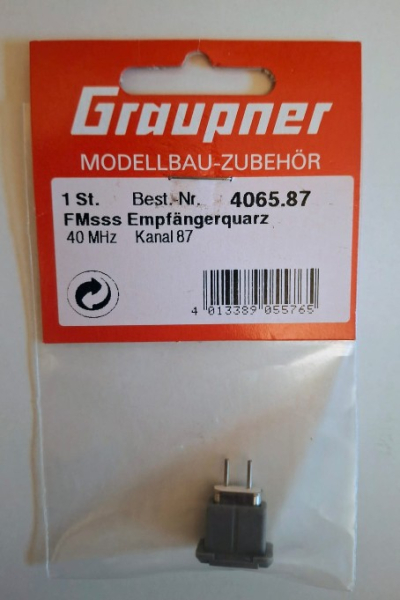 Graupner
MODELLBAU-ZUBEHÖR
1 St. Best.-Nr. 4065.87
FMsss Empfängerquarz
40 MHz Kanal 87
4 013389 055765